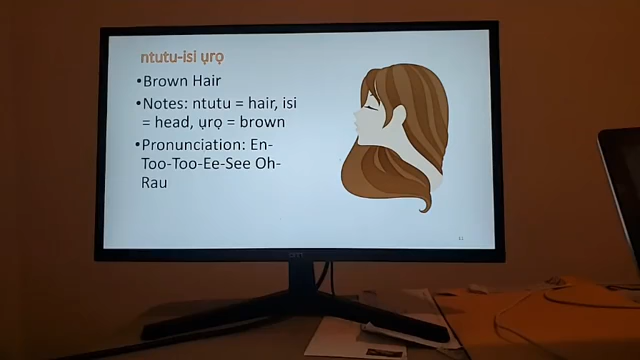 ntutu-isi ụrọ
•Brown Hair
•Notes: ntutu = hair, isi
= head, ụrọ = brown
•Pronunciation: En-
Too-Too-Ee-See Oh-
Rau